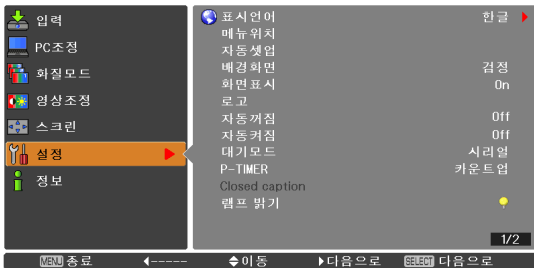 입력
PC조정
화질모드
영상조정
스크린
설정
정보
표시언어 한글
메뉴위치
자동셋업
배경화면 검정
화면표시 On
로고
자동꺼짐 Off
자동켜짐 Off
대기모드 시리얼
P-TIMER 카운트업
Closed caption
램프 밝기
1/2
MENU 종료 ----- 이동 다음으로 SELECT 다음으로